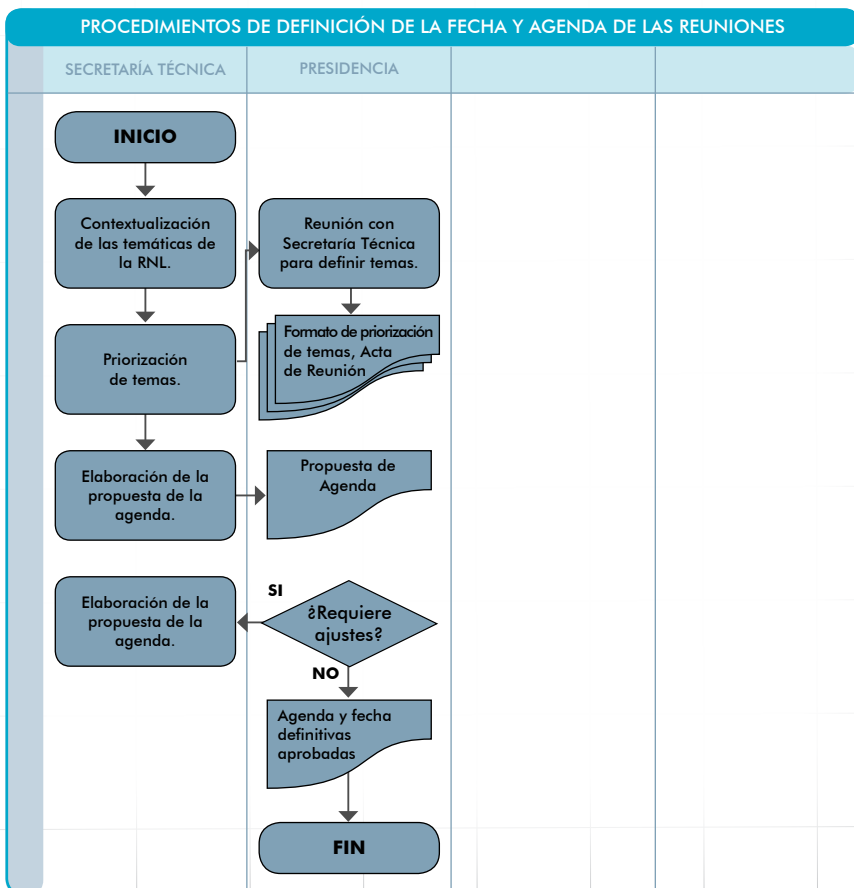 PROCEDIMIENTOS DE DEFINICIÓN DE LA FECHA Y AGENDA DE LAS REUNIONES
SECRETARÍA TÉCNICA
PRESIDENCIA
INICIO
Contextualización
de las temáticas de
la RNL.
Reunión con
Secretaría Técnica
para definir temas.
Priorización
de temas.
Formato de priorización
de temas, Acta
de Reunión
Elaboración de la
propuesta de la
agenda.
Propuesta de
Agenda
Elaboración de la
propuesta de la
agenda.
SI
¿Requiere
ajustes?
NO
Agenda y fecha
definitivas
aprobadas
FIN